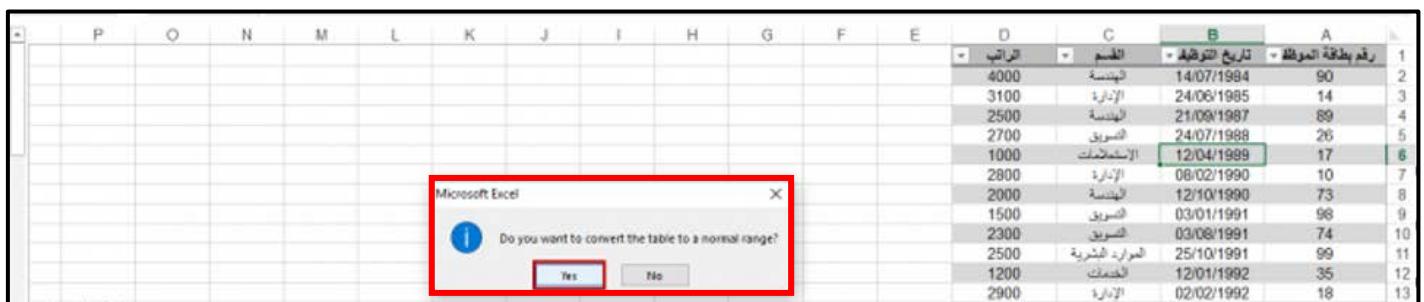 A B C D E F G H I J K L M N O P
1 رقم بطاقة الموظف تاريخ التوظيف القسم الراتب
2 90 14/07/1984 الهندسة 4000
3 14 24/06/1985 الإدارة 3100
4 89 21/09/1987 الهندسة 2500
5 26 24/07/1988 التسويق 2700
6 17 12/04/1989 الاستعلامات 1000
7 10 08/02/1990 الإدارة 2800
8 73 12/10/1990 الهندسة 2000
9 98 03/01/1991 التسويق 1500
10 74 03/08/1991 التسويق 2300
11 99 25/10/1991 الموارد البشرية 2500
12 35 12/01/1992 الخدمات 1200
13 18 02/02/1992 الإدارة 2900
Microsoft Excel
Do you want to convert the table to a normal range?
Yes No